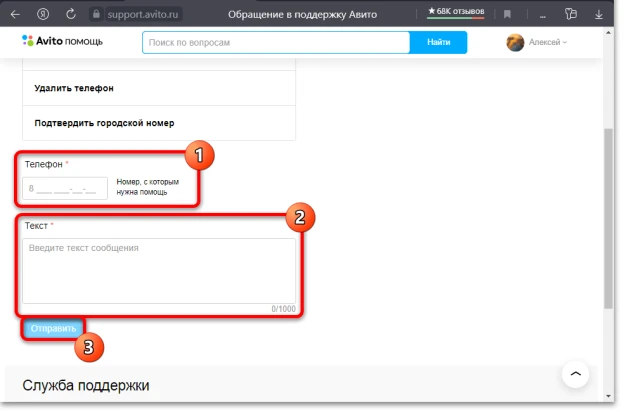 support.avito.ru
Обращение в поддержку Авито
★ 68K отзывов
...
Avito помощь
Поиск по вопросам
Найти
Алексей
Удалить телефон
Подтвердить городской номер
1
Телефон *
8 ___ ___-__-__
Номер, с которым
нужна помощь
2
Текст *
Введите текст сообщения
0/1000
Отправить
3
Служба поддержки